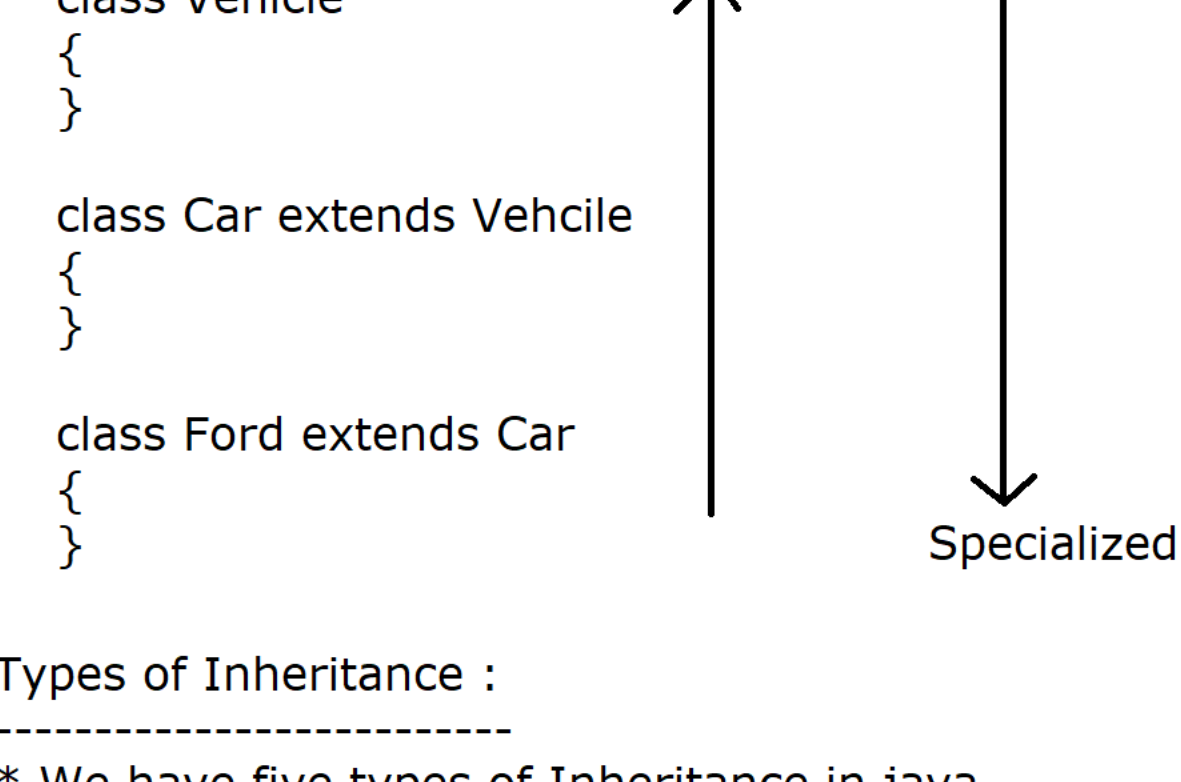 class Vehicle
{
}
class Car extends Vehcile
{
}
class Ford extends Car
{
}
Specialized
Types of Inheritance :
--------------------------
* We have five types of Inheritance in java